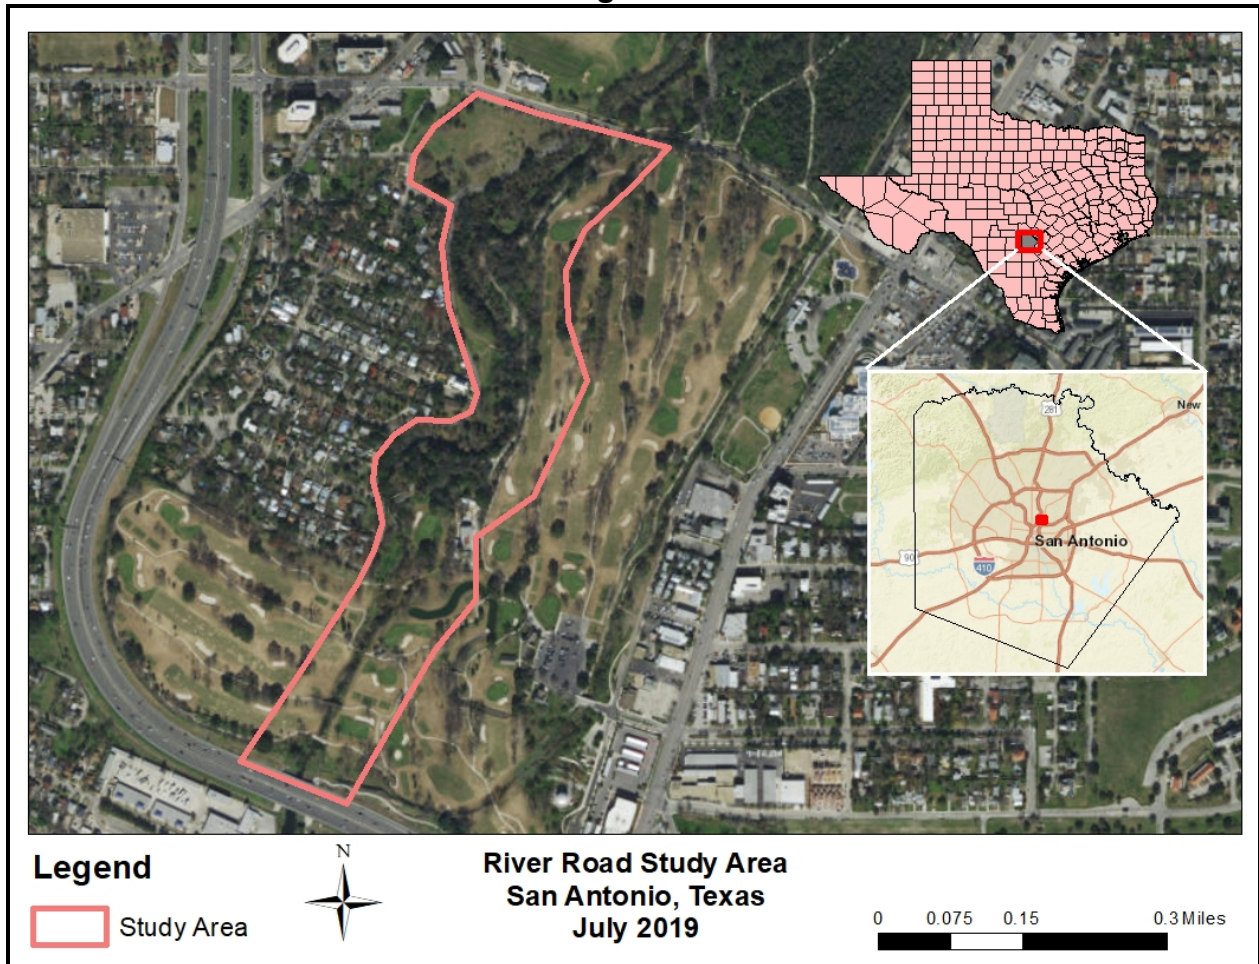 281
New
San Antonio
90
410
Legend
Study Area
N
River Road Study Area
San Antonio, Texas
July 2019
0 0.075 0.15 0.3 Miles